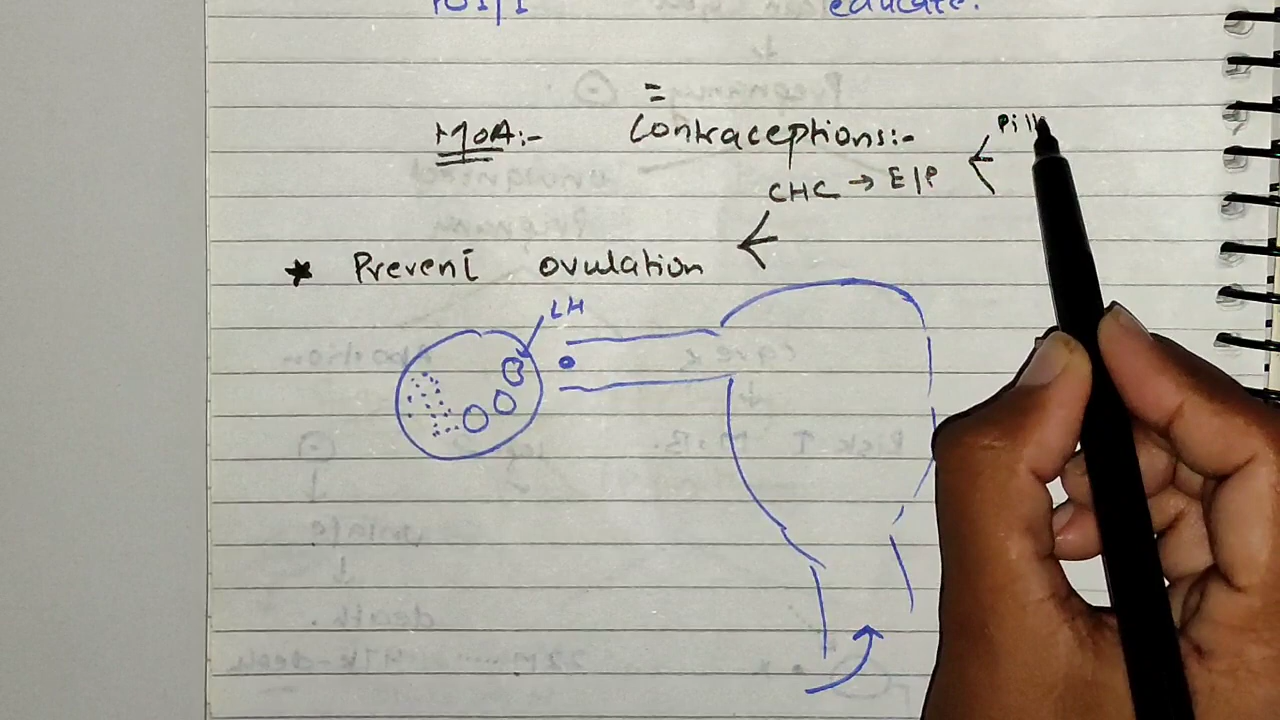 educate.
=
MOA:- Contraceptions:-
Pills
CHC → E/P
* Prevent ovulation
LH